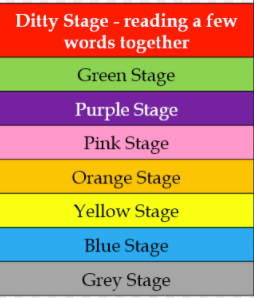 Ditty Stage - reading a few
words together
Green Stage
Purple Stage
Pink Stage
Orange Stage
Yellow Stage
Blue Stage
Grey Stage